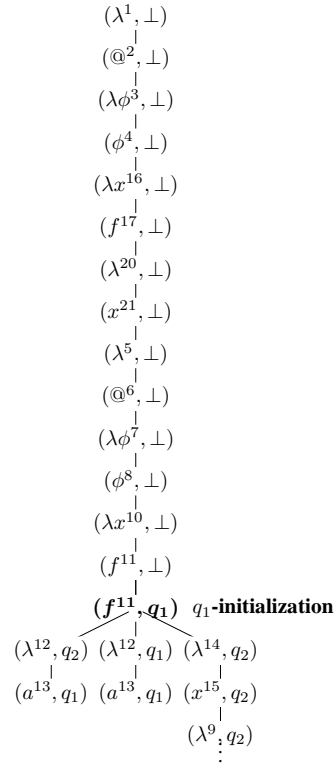 (λ¹, ⊥)
(@², ⊥)
(λϕ³, ⊥)
(ϕ⁴, ⊥)
(λx¹⁶, ⊥)
(f¹⁷, ⊥)
(λ²⁰, ⊥)
(x²¹, ⊥)
(λ⁵, ⊥)
(@⁶, ⊥)
(λϕ⁷, ⊥)
(ϕ⁸, ⊥)
(λx¹⁰, ⊥)
(f¹¹, ⊥)
(f¹¹, q₁) q₁-initialization
(λ¹², q₂) (λ¹², q₁) (λ¹⁴, q₂)
(a¹³, q₁) (a¹³, q₁) (x¹⁵, q₂)
(λ⁹, q₂)
⋮